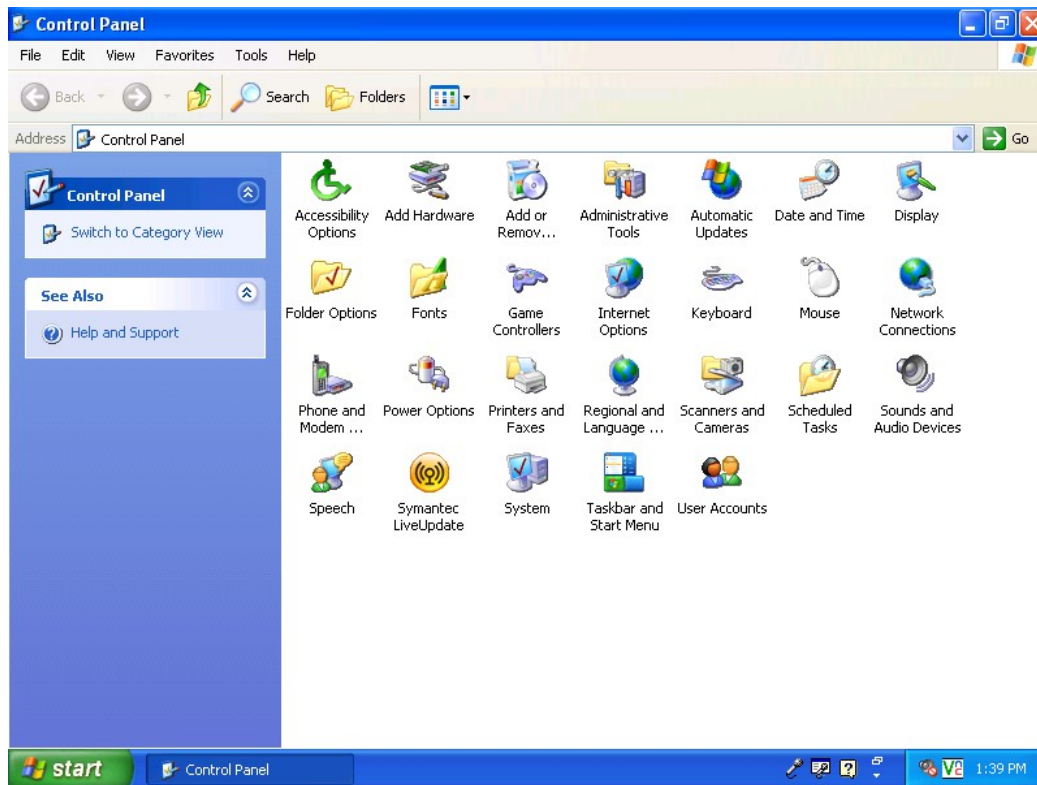 Control Panel
File Edit View Favorites Tools Help
Back Search Folders
Address Control Panel Go
Control Panel
Switch to Category View
See Also
Help and Support
Accessibility Options
Add Hardware
Add or Remov...
Administrative Tools
Automatic Updates
Date and Time
Display
Folder Options
Fonts
Game Controllers
Internet Options
Keyboard
Mouse
Network Connections
Phone and Modem ...
Power Options
Printers and Faxes
Regional and Language ...
Scanners and Cameras
Scheduled Tasks
Sounds and Audio Devices
Speech
Symantec LiveUpdate
System
Taskbar and Start Menu
User Accounts
start Control Panel 1:39 PM